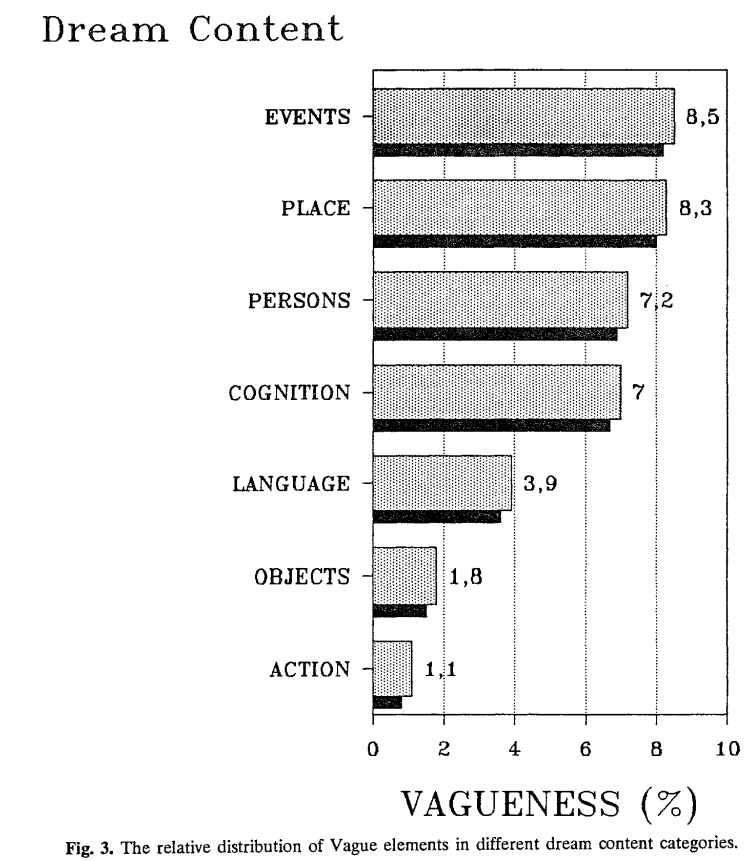 Dream Content
EVENTS 8,5
PLACE 8,3
PERSONS 7,2
COGNITION 7
LANGUAGE 3,9
OBJECTS 1,8
ACTION 1,1
0 2 4 6 8 10
VAGUENESS (%)
Fig. 3. The relative distribution of Vague elements in different dream content categories.